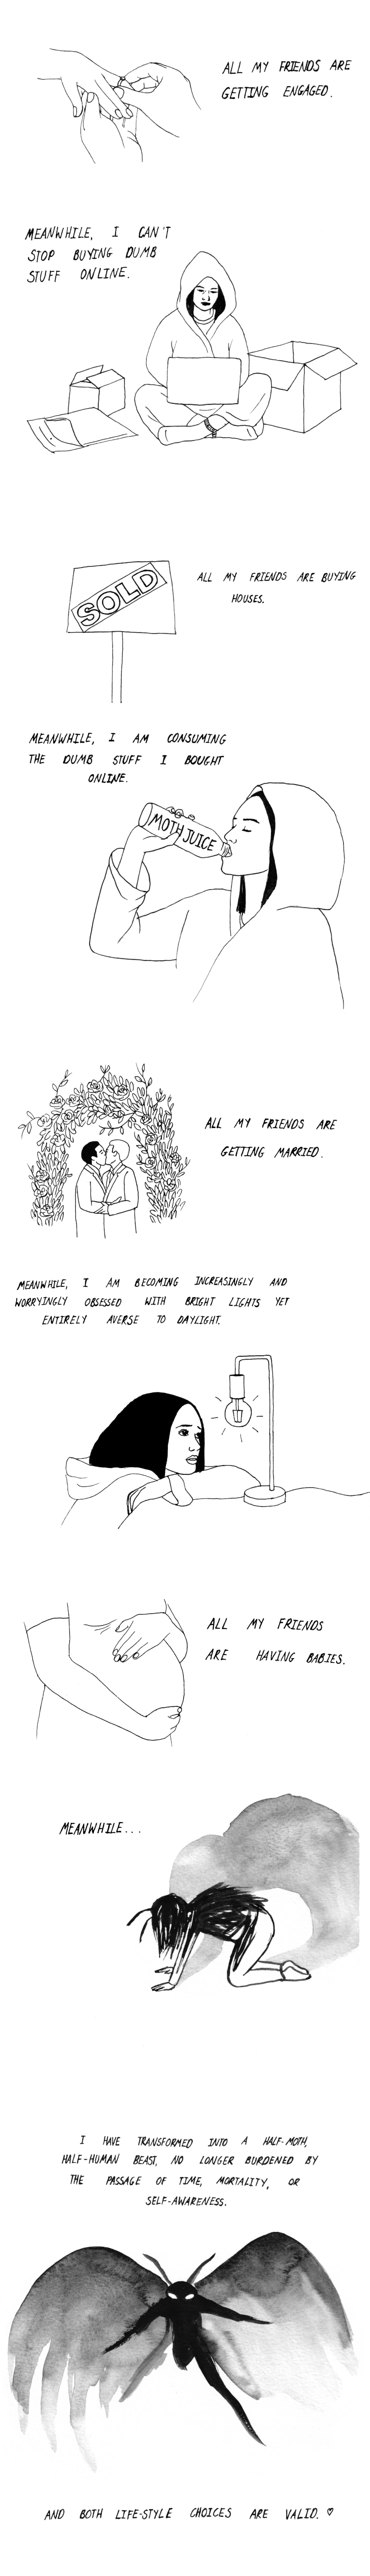 ALL MY FRIENDS ARE
GETTING ENGAGED.
MEANWHILE, I CAN'T
STOP BUYING DUMB
STUFF ONLINE.
SOLD
ALL MY FRIENDS ARE BUYING
HOUSES.
MEANWHILE, I AM CONSUMING
THE DUMB STUFF I BOUGHT
ONLINE.
MOTH JUICE
ALL MY FRIENDS ARE
GETTING MARRIED.
MEANWHILE, I AM BECOMING INCREASINGLY AND
WORRYINGLY OBSESSED WITH BRIGHT LIGHTS YET
ENTIRELY AVERSE TO DAYLIGHT.
ALL MY FRIENDS
ARE HAVING BABIES.
MEANWHILE...
I HAVE TRANSFORMED INTO A HALF-MOTH,
HALF-HUMAN BEAST, NO LONGER BURDENED BY
THE PASSAGE OF TIME, MORTALITY, OR
SELF-AWARENESS.
AND BOTH LIFE-STYLE CHOICES ARE VALID. ♡